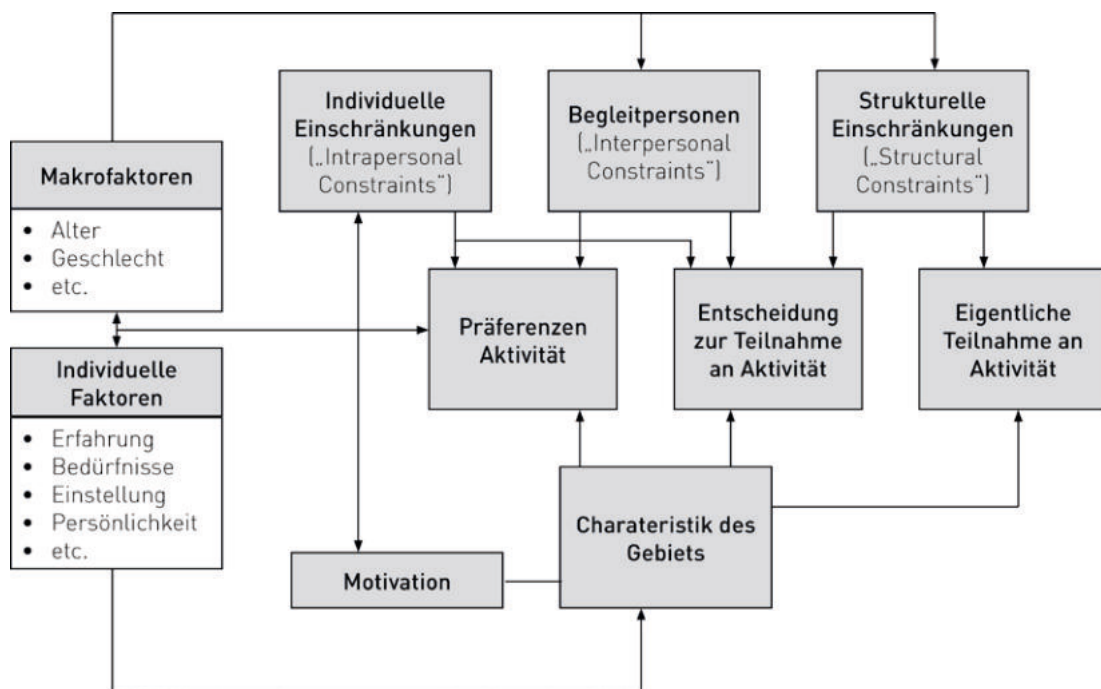 Individuelle
Einschränkungen
(„Intrapersonal
Constraints“)
Begleitpersonen
(„Interpersonal
Constraints“)
Strukturelle
Einschränkungen
(„Structural
Constraints“)
Makrofaktoren
• Alter
• Geschlecht
• etc.
Präferenzen
Aktivität
Entscheidung
zur Teilnahme
an Aktivität
Eigentliche
Teilnahme an
Aktivität
Individuelle
Faktoren
• Erfahrung
• Bedürfnisse
• Einstellung
• Persönlichkeit
• etc.
Motivation
Charateristik des
Gebiets